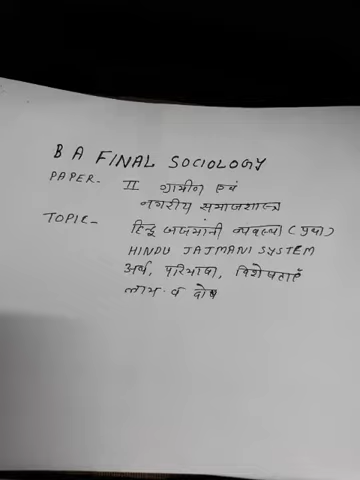 B A FINAL SOCIOLOGY
PAPER- II ग्रामीण एवं
नगरीय समाजशास्त्र
TOPIC- हिन्दू जजमानी व्यवस्था (प्रथा)
HINDU JAJMANI SYSTEM
अर्थ, परिभाषा, विशेषताएँ
लाभ व दोष